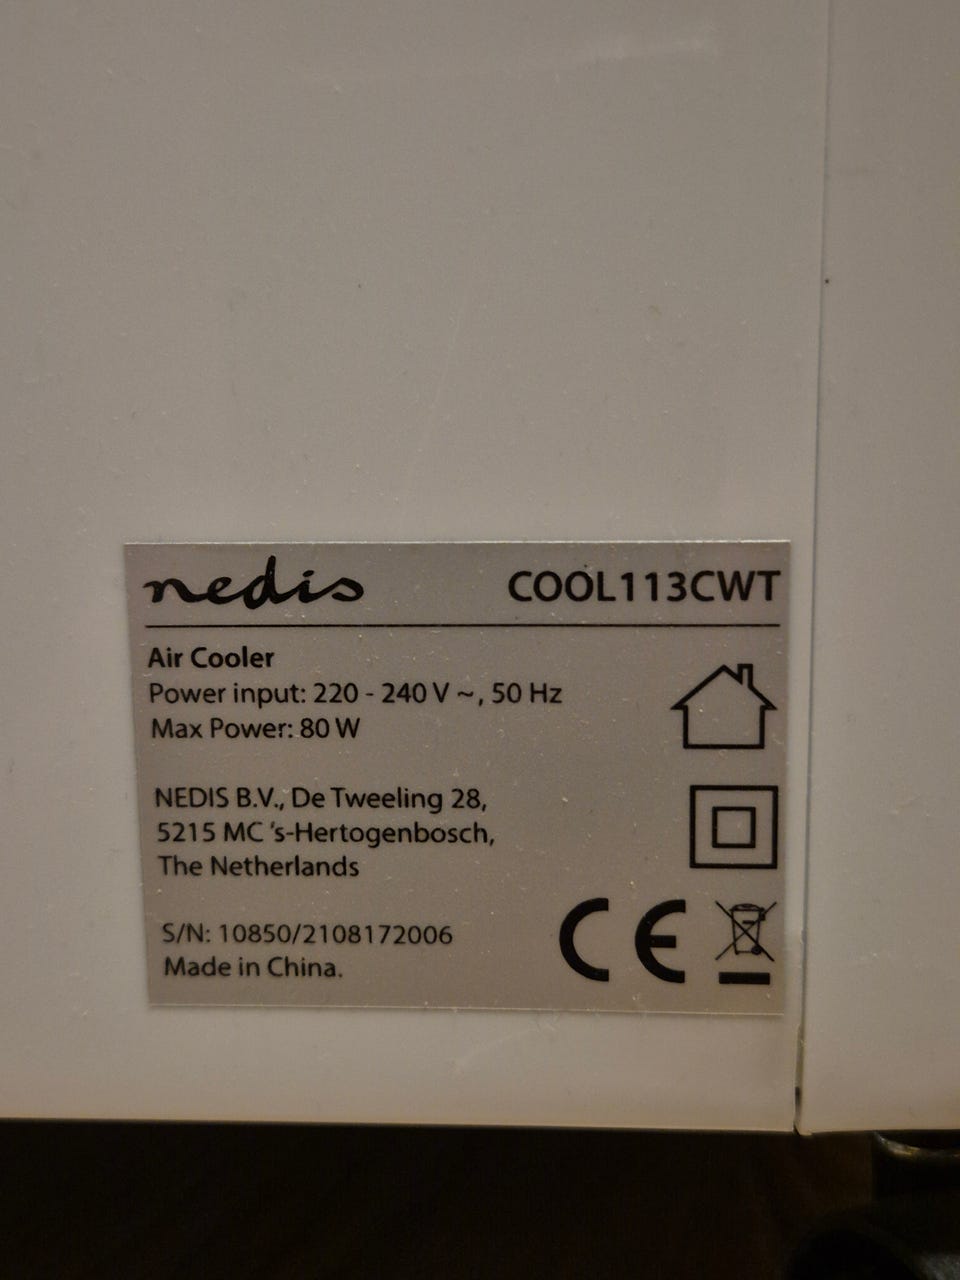 nedis COOL113CWT
Air Cooler
Power input: 220 - 240 V ~, 50 Hz
Max Power: 80 W
NEDIS B.V., De Tweeling 28,
5215 MC 's-Hertogenbosch,
The Netherlands
S/N: 10850/2108172006
Made in China.
CE